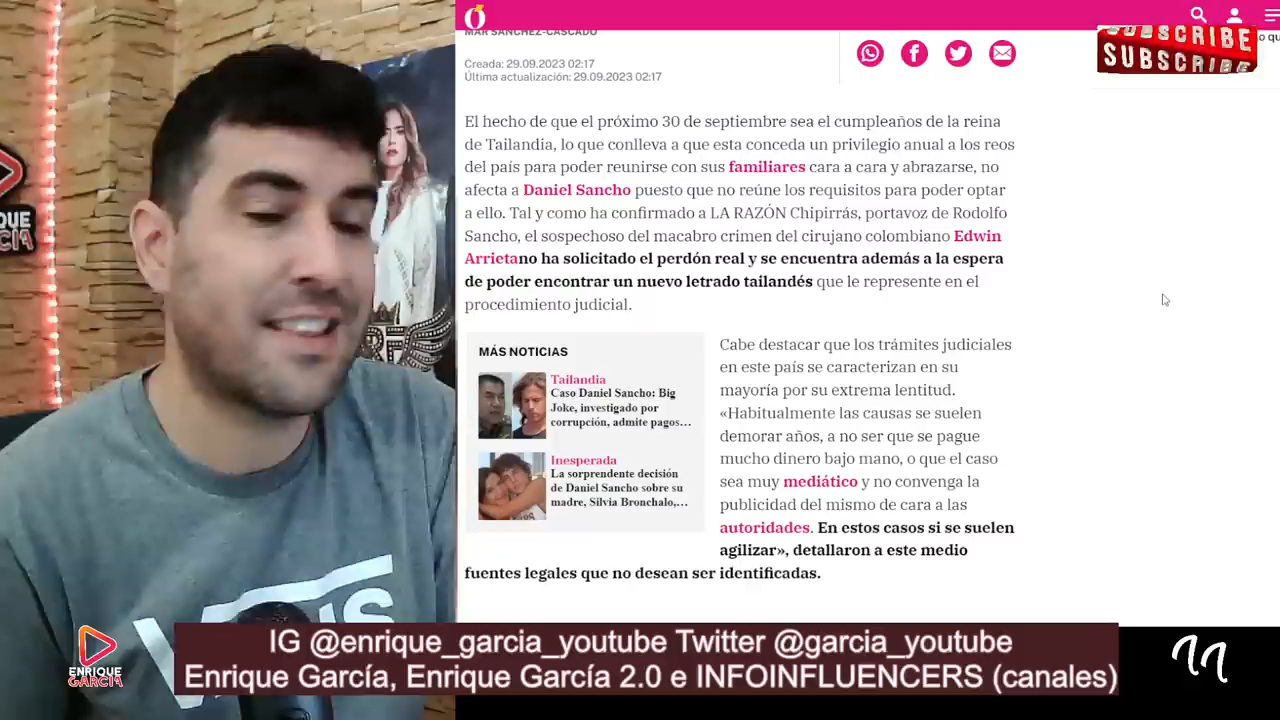 MAR SÁNCHEZ-CASCADO
Creada: 29.09.2023 02:17
Última actualización: 29.09.2023 02:17
SUBSCRIBE
SUBSCRIBE
El hecho de que el próximo 30 de septiembre sea el cumpleaños de la reina
de Tailandia, lo que conlleva a que esta conceda un privilegio anual a los reos
del país para poder reunirse con sus familiares cara a cara y abrazarse, no
afecta a Daniel Sancho puesto que no reúne los requisitos para poder optar
a ello. Tal y como ha confirmado a LA RAZÓN Chipirrás, portavoz de Rodolfo
Sancho, el sospechoso del macabro crimen del cirujano colombiano Edwin
Arrietano ha solicitado el perdón real y se encuentra además a la espera
de poder encontrar un nuevo letrado tailandés que le represente en el
procedimiento judicial.
MÁS NOTICIAS
Tailandia
Caso Daniel Sancho: Big
Joke, investigado por
corrupción, admite pagos...
Inesperada
La sorprendente decisión
de Daniel Sancho sobre su
madre, Silvia Bronchalo,...
Cabe destacar que los trámites judiciales
en este país se caracterizan en su
mayoría por su extrema lentitud.
«Habitualmente las causas se suelen
demorar años, a no ser que se pague
mucho dinero bajo mano, o que el caso
sea muy mediático y no convenga la
publicidad del mismo de cara a las
autoridades. En estos casos si se suelen
agilizar», detallaron a este medio
fuentes legales que no desean ser identificadas.
IG @enrique_garcia_youtube Twitter @garcia_youtube
Enrique García, Enrique García 2.0 e INFOINFLUENCERS (canales)
ENRIQUE
GARCÍA